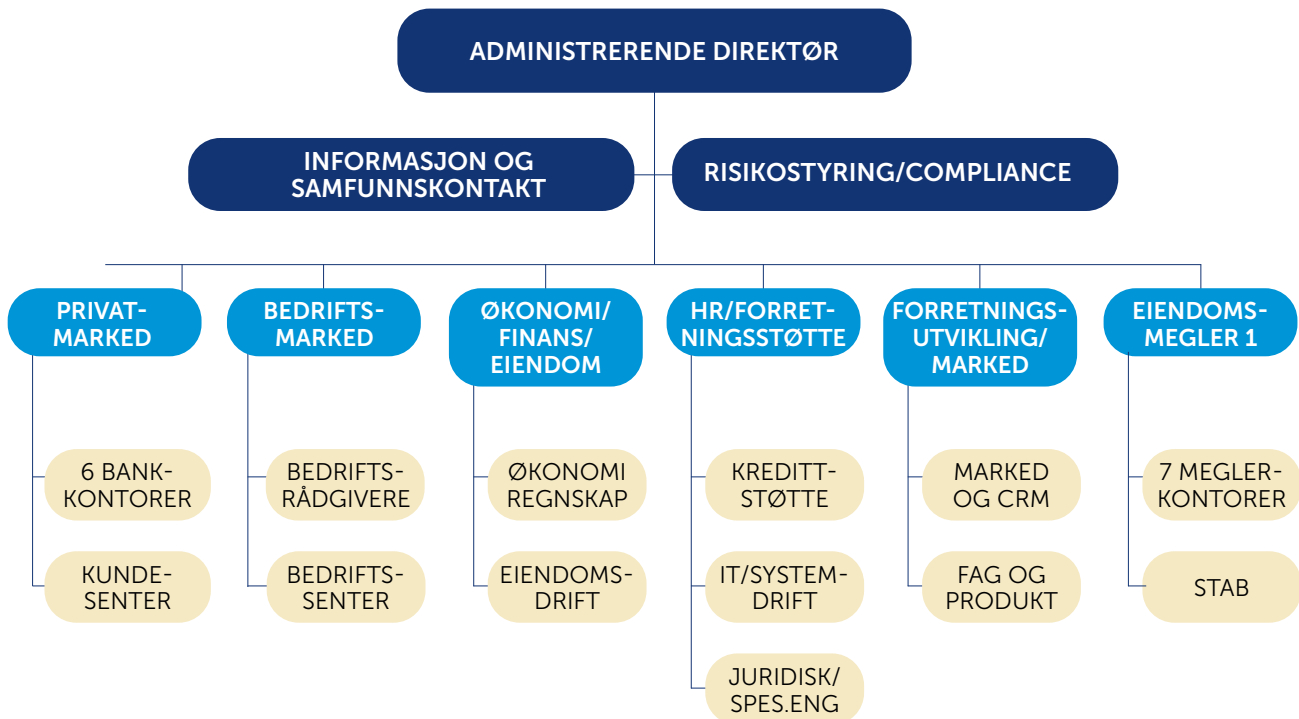 ADMINISTRERENDE DIREKTØR
INFORMASJON OG
SAMFUNNSKONTAKT
RISIKOSTYRING/COMPLIANCE
PRIVAT-
MARKED
BEDRIFTS-
MARKED
ØKONOMI/
FINANS/
EIENDOM
HR/FORRET-
NINGSSTØTTE
FORRETNINGS-
UTVIKLING/
MARKED
EIENDOMS-
MEGLER 1
6 BANK-
KONTORER
BEDRIFTS-
RÅDGIVERE
ØKONOMI
REGNSKAP
KREDITT-
STØTTE
MARKED
OG CRM
7 MEGLER-
KONTORER
KUNDE-
SENTER
BEDRIFTS-
SENTER
EIENDOMS-
DRIFT
IT/SYSTEM-
DRIFT
FAG OG
PRODUKT
STAB
JURIDISK/
SPES.ENG